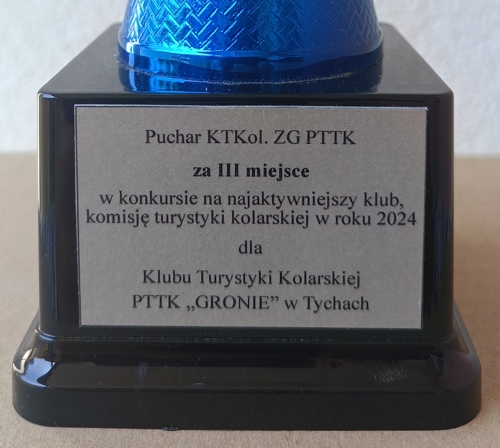 Puchar KTKol. ZG PTTK
za III miejsce
w konkursie na najaktywniejszy klub,
komisję turystyki kolarskiej w roku 2024
dla
Klubu Turystyki Kolarskiej
PTTK „GRONIE” w Tychach